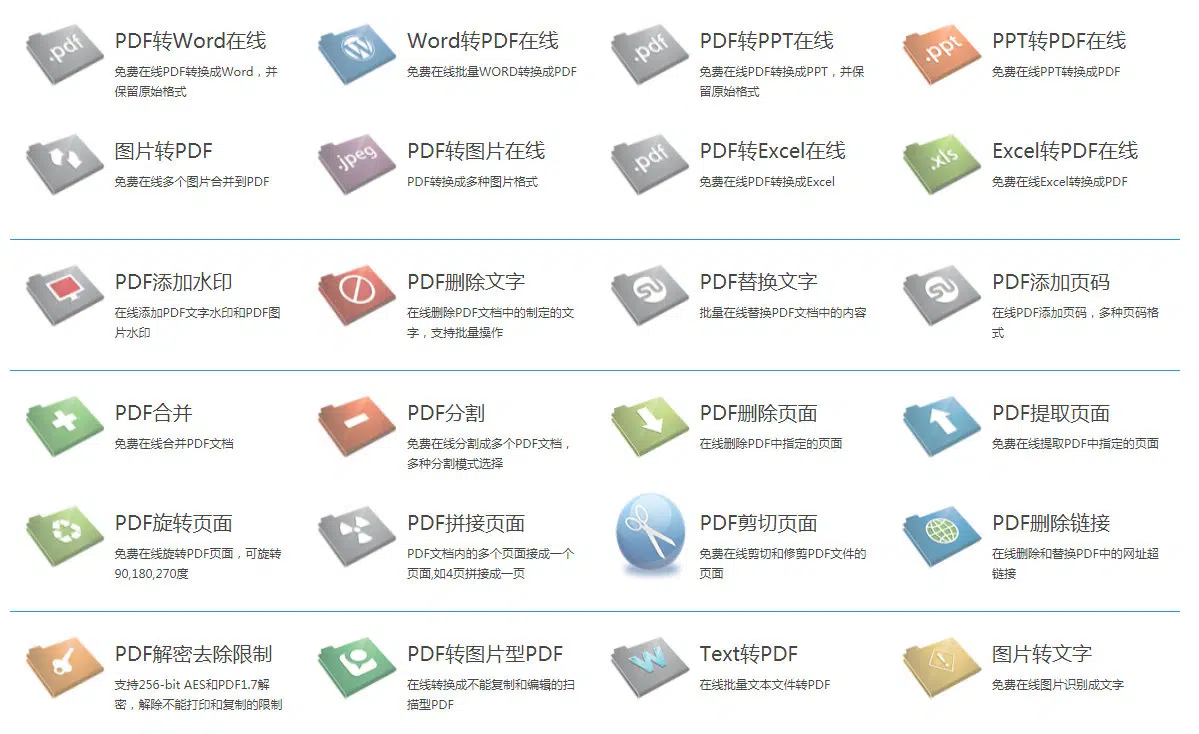 .pdf
PDF转Word在线
免费在线PDF转换成Word，并
保留原始格式
Word转PDF在线
免费在线批量WORD转换成PDF
.pdf
PDF转PPT在线
免费在线PDF转换成PPT，并保
留原始格式
.ppt
PPT转PDF在线
免费在线PPT转换成PDF
图片转PDF
免费在线多个图片合并到PDF
.jpeg
PDF转图片在线
PDF转换成多种图片格式
.pdf
PDF转Excel在线
免费在线PDF转换成Excel
.xls
Excel转PDF在线
免费在线Excel转换成PDF
PDF添加水印
在线添加PDF文字水印和PDF图
片水印
PDF删除文字
在线删除PDF文档中的制定的文
字，支持批量操作
PDF替换文字
批量在线替换PDF文档中的内容
PDF添加页码
在线PDF添加页码，多种页码格
式
PDF合并
免费在线合并PDF文档
PDF分割
免费在线分割成多个PDF文档，
多种分割模式选择
PDF删除页面
在线删除PDF中指定的页面
PDF提取页面
免费在线提取PDF中指定的页面
PDF旋转页面
免费在线旋转PDF页面，可旋转
90,180,270度
PDF拼接页面
PDF文档内的多个页面接成一个
页面,如4页拼接成一页
PDF剪切页面
免费在线剪切和修剪PDF文件的
页面
PDF删除链接
在线删除和替换PDF中的网址超
链接
PDF解密去除限制
支持256-bit AES和PDF1.7解
密，解除不能打印和复制的限制
PDF转图片型PDF
在线转换成不能复制和编辑的扫
描型PDF
Text转PDF
在线批量文本文件转PDF
图片转文字
免费在线图片识别成文字